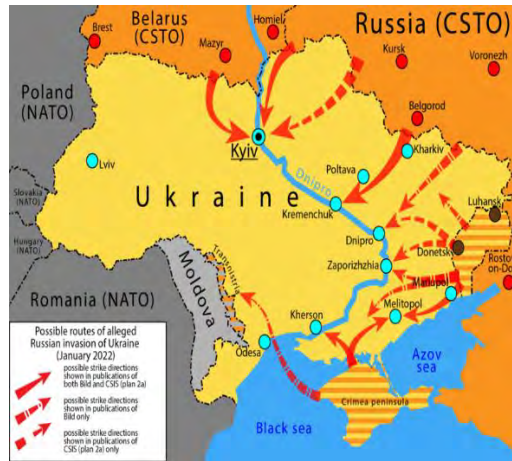 Belarus
(CSTO)
Homiel
Russia (CSTO)
Brest
Mazyr
Kursk
Voronezh
Poland
(NATO)
Belgorod
Kyiv
Kharkiv
Lviv
Poltava
Dnipro
Ukraine
Kremenchuk
Slovakia
(NATO)
Luhansk
Dnipro
Hungary
(NATO)
Donetsk
Zaporizhzhia
Rostov-
on-Do
Transnistria
Moldova
Mariupol
Romania (NATO)
Melitopol
Kherson
Odesa
Azov
sea
Crimea peninsula
Black sea
Possible routes of alleged
Russian invasion of Ukraine
(January 2022)
possible strike directions
shown in publications of
both Bild and CSIS (plan 2a)
possible strike directions
shown in publications of
Bild only
possible strike directions
shown in publications of
CSIS (plan 2a) only